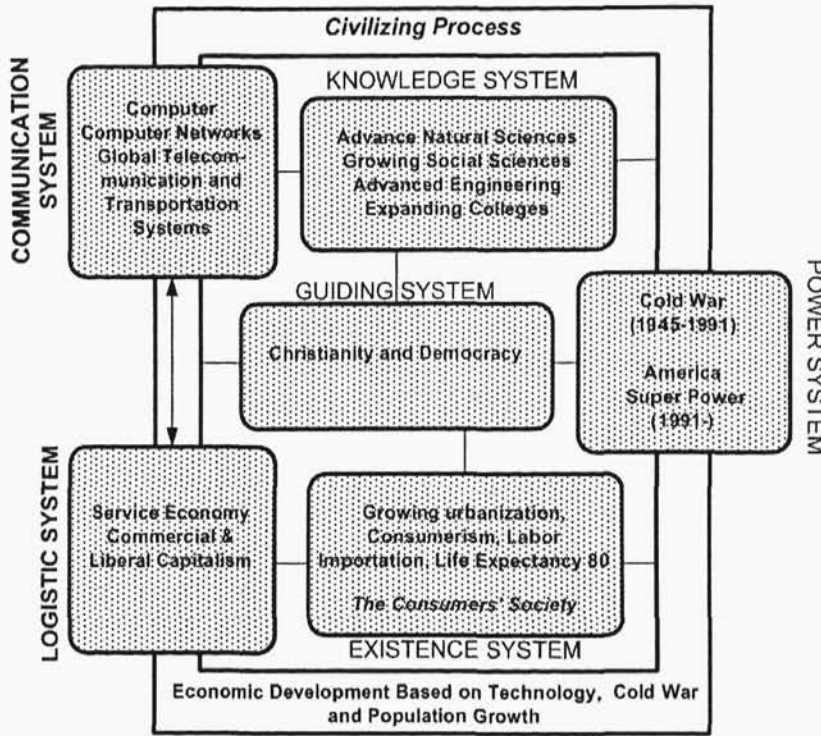 Civilizing Process
COMMUNICATION
SYSTEM
Computer
Computer Networks
Global Telecom-
munication and
Transportation
Systems
KNOWLEDGE SYSTEM
Advance Natural Sciences
Growing Social Sciences
Advanced Engineering
Expanding Colleges
GUIDING SYSTEM
Christianity and Democracy
POWER SYSTEM
Cold War
(1945-1991)
America
Super Power
(1991-)
LOGISTIC SYSTEM
Service Economy
Commercial &
Liberal Capitalism
Growing urbanization,
Consumerism, Labor
Importation, Life Expectancy 80
The Consumers' Society
EXISTENCE SYSTEM
Economic Development Based on Technology, Cold War
and Population Growth